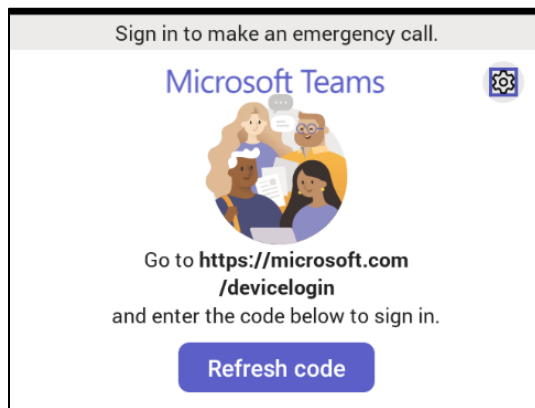 Sign in to make an emergency call.
Microsoft Teams
Go to https://microsoft.com
/devicelogin
and enter the code below to sign in.
Refresh code